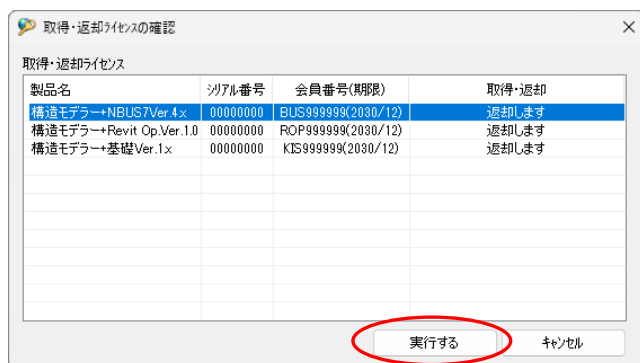 取得・返却ライセンスの確認
取得・返却ライセンス
製品名 シリアル番号 会員番号(期限) 取得・返却
構造モデラー+NBUS7Ver.4.x 00000000 BUS999999(2030/12) 返却します
構造モデラー+Revit Op.Ver.1.0 00000000 ROP999999(2030/12) 返却します
構造モデラー+基礎Ver.1.x 00000000 KIS999999(2030/12) 返却します
実行する キャンセル